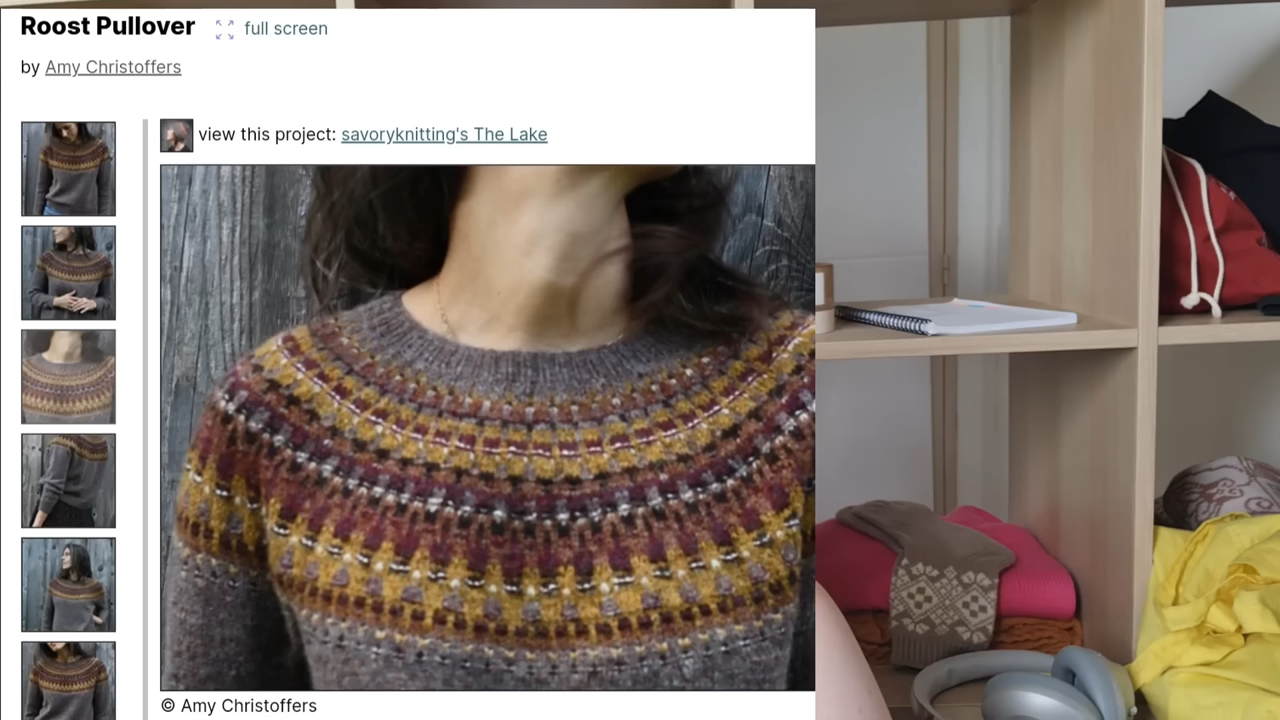 Roost Pullover full screen
by Amy Christoffers
view this project: savoryknitting's The Lake
© Amy Christoffers